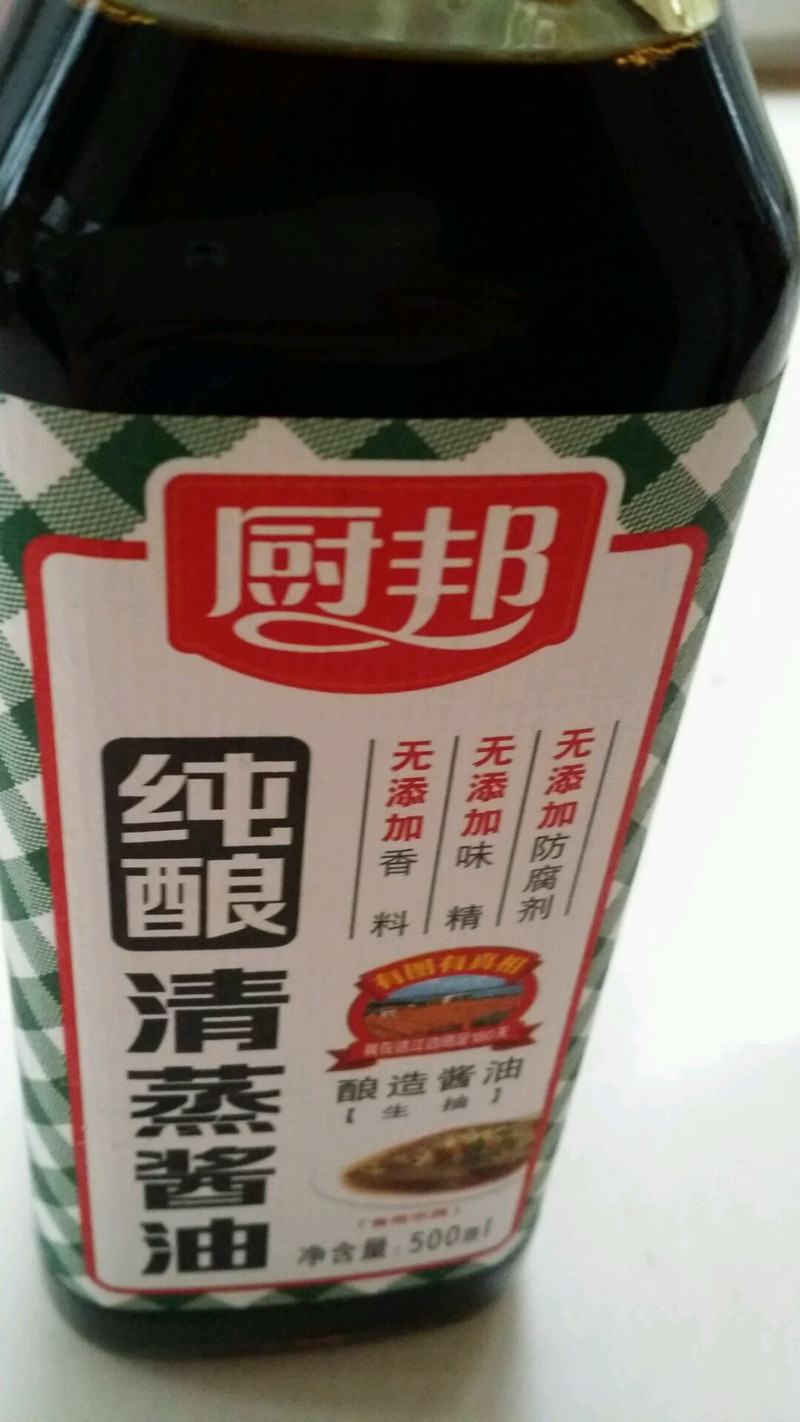 厨邦
纯酿
清蒸酱油
无添加香料
无添加味精
无添加防腐剂
有图有真相
酿造酱油
【生抽】
净含量:500ml